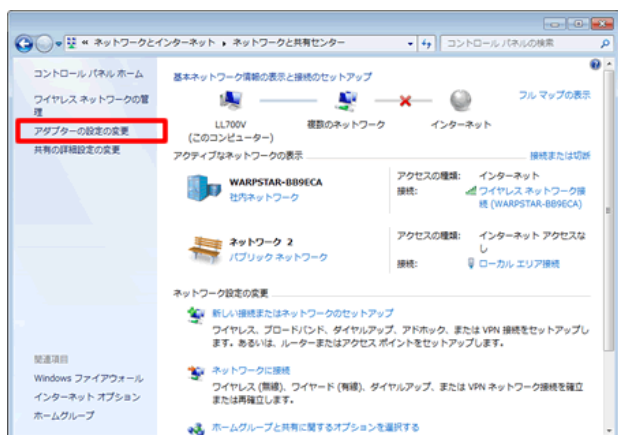 « ネットワークとインターネット ▸ ネットワークと共有センター
コントロール パネルの検索
コントロール パネル ホーム
ワイヤレス ネットワークの管
理
アダプターの設定の変更
共有の詳細設定の変更
関連項目
Windows ファイアウォール
インターネット オプション
ホームグループ
基本ネットワーク情報の表示と接続のセットアップ
フル マップの表示
LL700V
(このコンピューター)
複数のネットワーク
インターネット
アクティブなネットワークの表示
接続または切断
WARPSTAR-BB9ECA
社内ネットワーク
アクセスの種類:
インターネット
接続:
ワイヤレス ネットワーク接
続 (WARPSTAR-BB9ECA)
ネットワーク 2
パブリック ネットワーク
アクセスの種類:
インターネット アクセスな
し
接続:
ローカル エリア接続
ネットワーク設定の変更
新しい接続またはネットワークのセットアップ
ワイヤレス、ブロードバンド、ダイヤルアップ、アドホック、または VPN 接続をセットアップし
ます。あるいは、ルーターまたはアクセス ポイントをセットアップします。
ネットワークに接続
ワイヤレス (無線)、ワイヤード (有線)、ダイヤルアップ、または VPN ネットワーク接続を確立
または再確立します。
ホームグループと共有に関するオプションを選択する